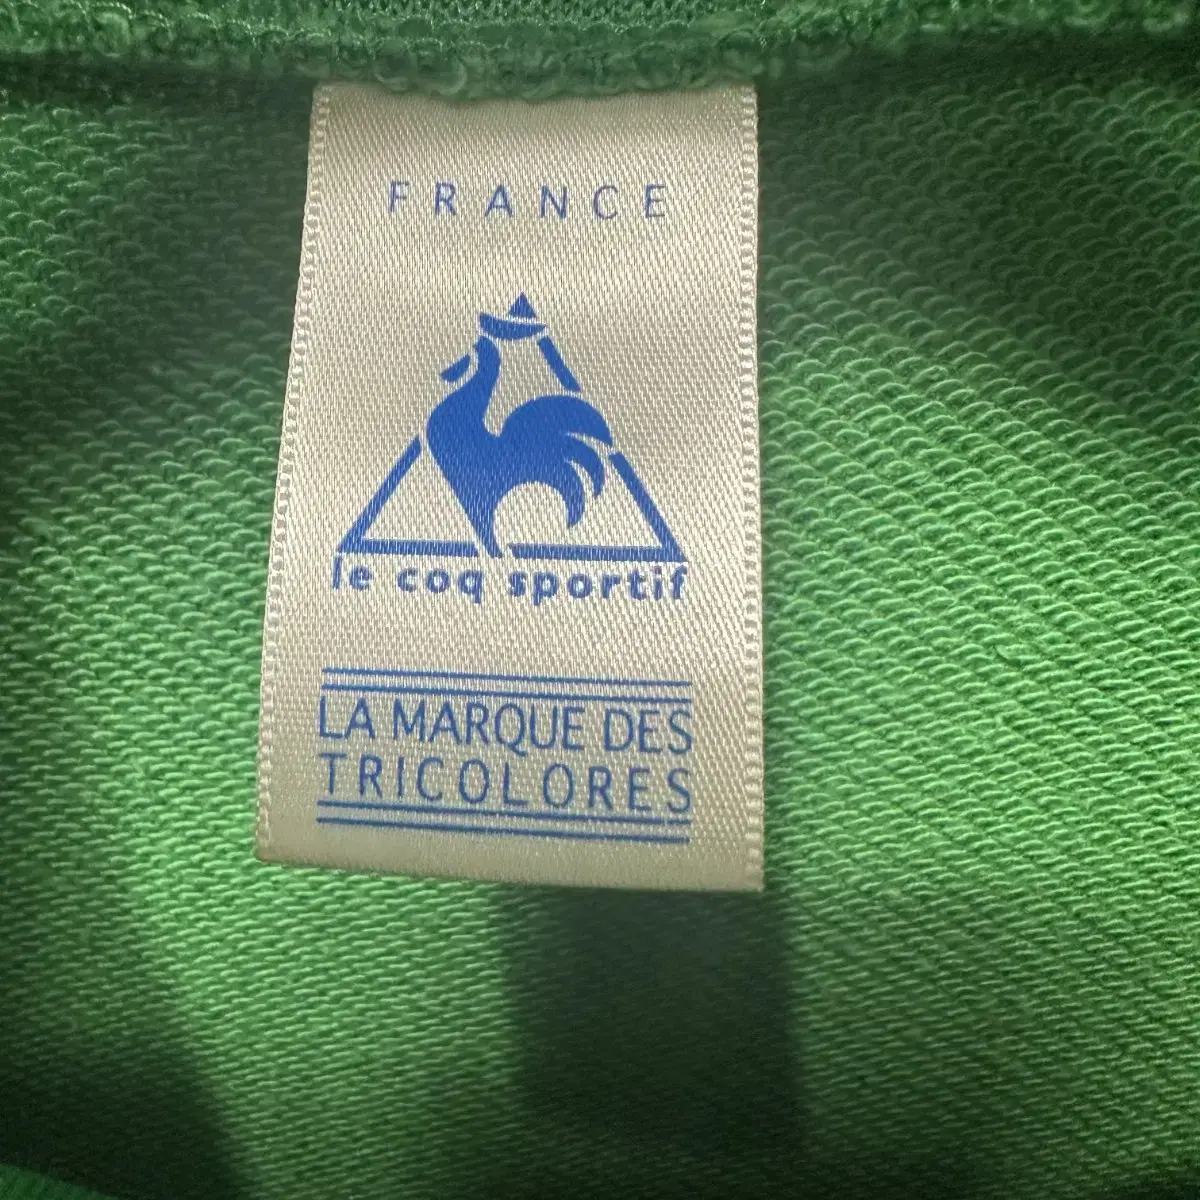 FRANCE
le coq sportif
LA MARQUE DES
TRICOLORES